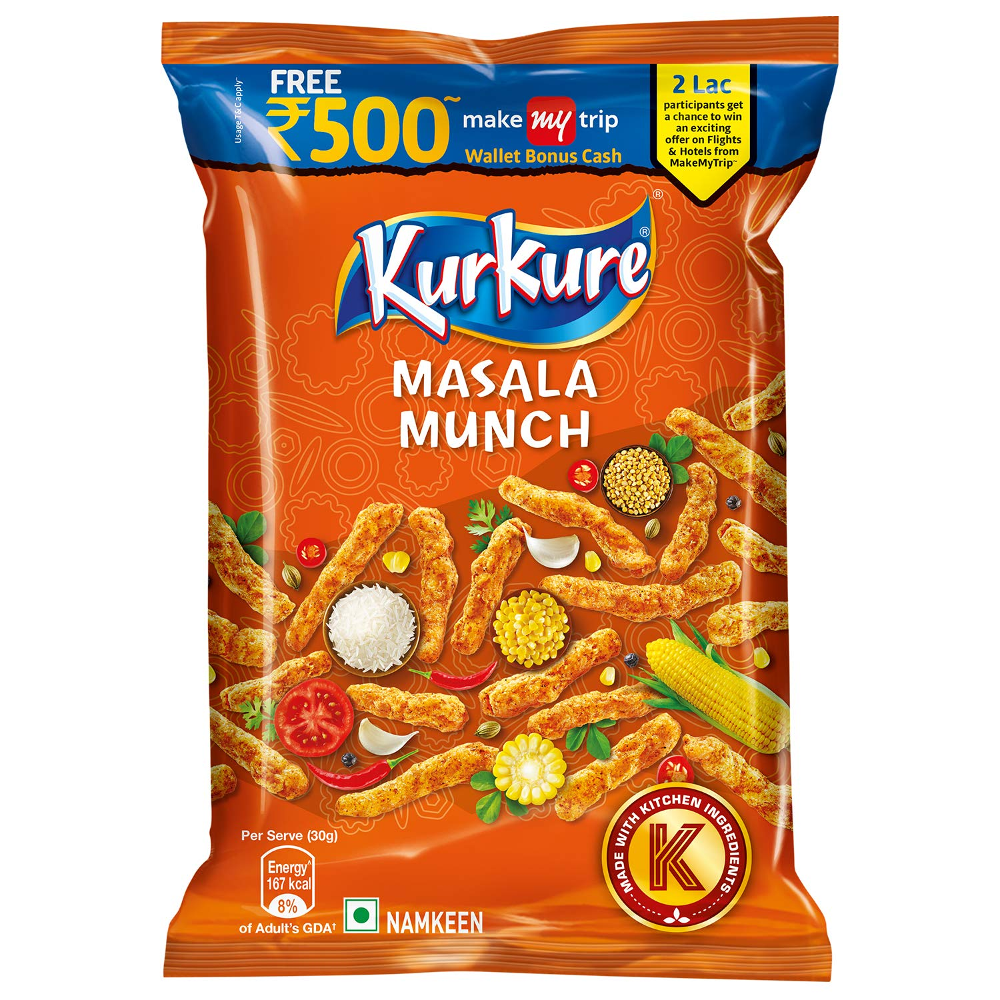 Usage T&C apply~
FREE
₹500~
make my trip
Wallet Bonus Cash
2 Lac
participants get
a chance to win
an exciting
offer on Flights
& Hotels from
MakeMyTrip~
Kurkure®
®
MASALA
MUNCH
Per Serve (30g)
Energy^
167 kcal
8%
of Adult's GDA†
NAMKEEN
MADE WITH KITCHEN INGREDIENTS
K